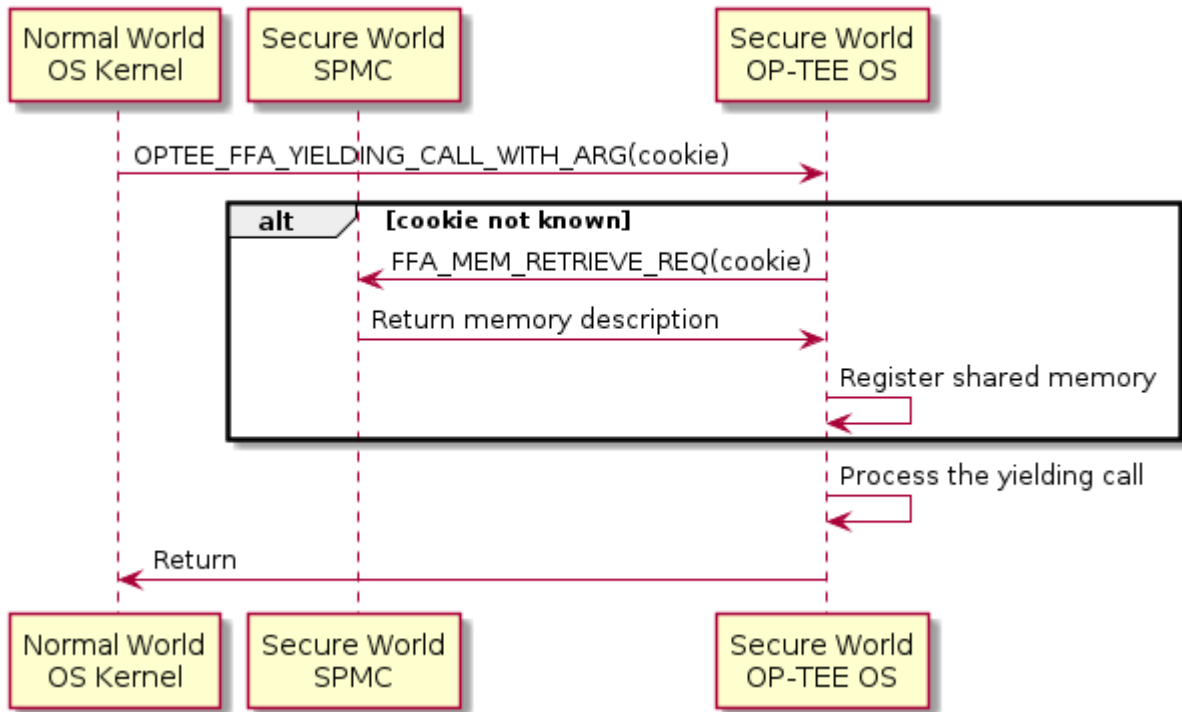 Normal World
OS Kernel
Secure World
SPMC
Secure World
OP-TEE OS
OPTEE_FFA_YIELDING_CALL_WITH_ARG(cookie)
alt
[cookie not known]
FFA_MEM_RETRIEVE_REQ(cookie)
Return memory description
Register shared memory
Process the yielding call
Return
Normal World
OS Kernel
Secure World
SPMC
Secure World
OP-TEE OS